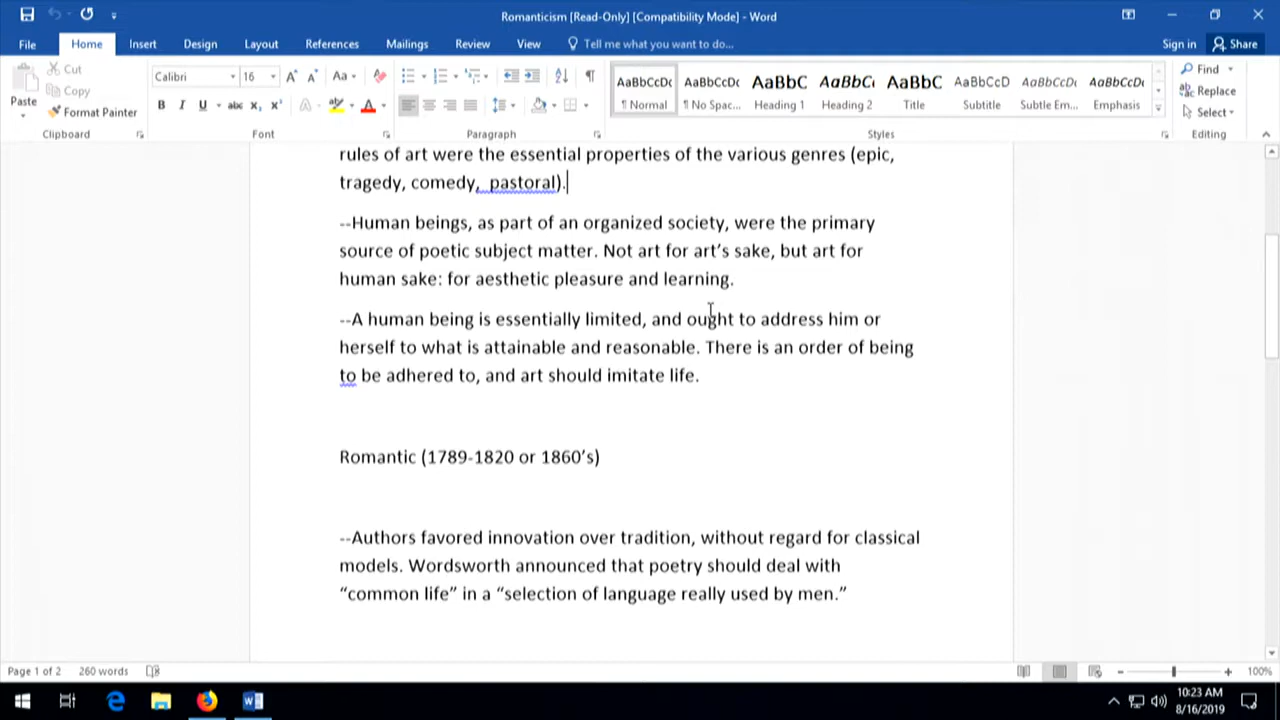 Romanticism [Read-Only] [Compatibility Mode] - Word
File Home Insert Design Layout References Mailings Review View Tell me what you want to do... Sign in Share
Paste
Cut
Copy
Format Painter
Clipboard
Calibri 16
Font
Paragraph
AaBbCcDc AaBbCcDc AaBbC AaBbCc AaBbC AaBbCcD AaBbCcDc AaBbCcDc
¶ Normal ¶ No Spac... Heading 1 Heading 2 Title Subtitle Subtle Em... Emphasis
Styles
Find
Replace
Select
Editing
rules of art were the essential properties of the various genres (epic,
tragedy, comedy,  pastoral).
--Human beings, as part of an organized society, were the primary
source of poetic subject matter. Not art for art’s sake, but art for
human sake: for aesthetic pleasure and learning.
--A human being is essentially limited, and ought to address him or
herself to what is attainable and reasonable. There is an order of being
to be adhered to, and art should imitate life.
Romantic (1789-1820 or 1860’s)
--Authors favored innovation over tradition, without regard for classical
models. Wordsworth announced that poetry should deal with
“common life” in a “selection of language really used by men.”
Page 1 of 2 260 words 100%
10:23 AM
8/16/2019